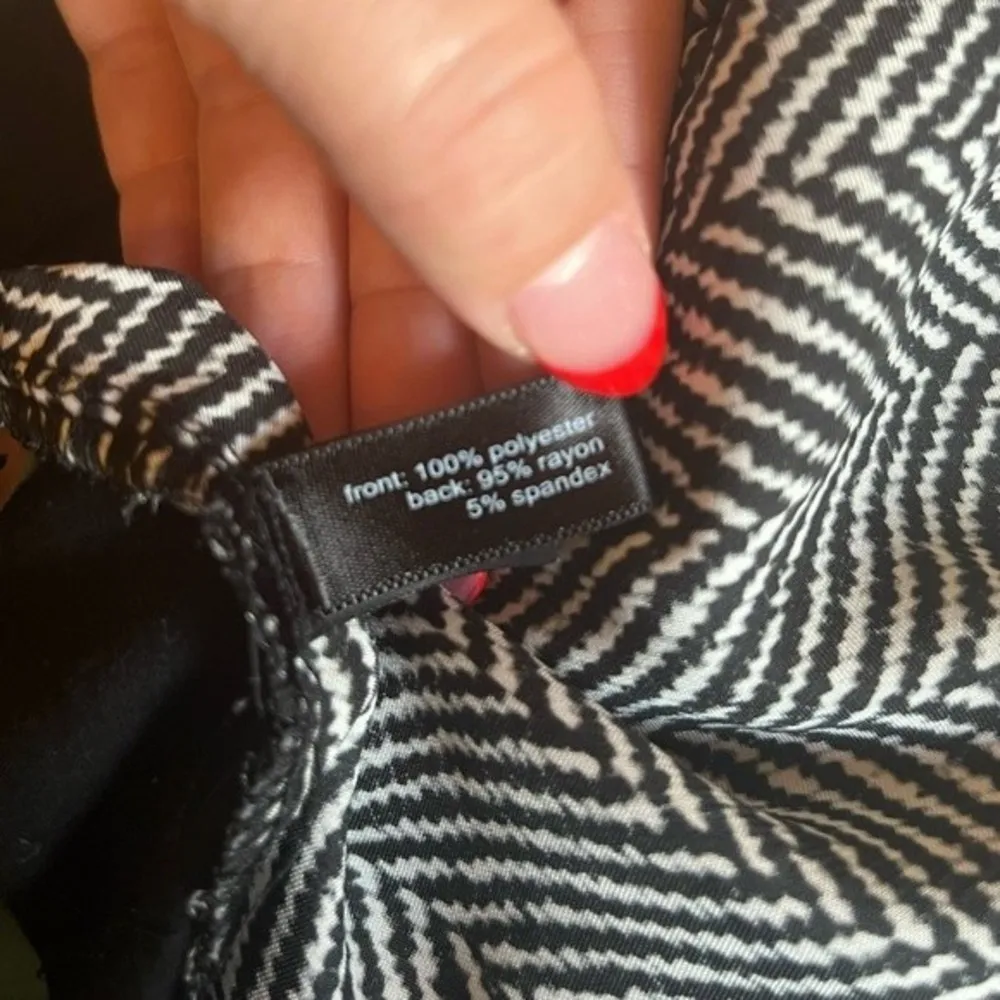 front: 100% polyester
back: 95% rayon
5% spandex